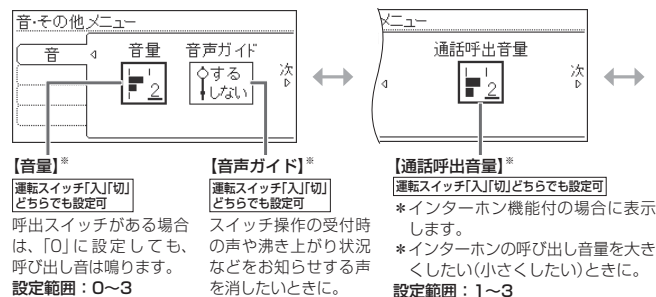 音･その他メニュー
音
音量
2
音声ガイド
する
しない
次
メニュー
通話呼出音量
2
次
【音量】※
運転スイッチ｢入｣｢切｣
どちらでも設定可
呼出スイッチがある場合
は､｢0｣に設定しても､
呼び出し音は鳴ります。
設定範囲：0〜3
【音声ガイド】※
運転スイッチ｢入｣｢切｣
どちらでも設定可
スイッチ操作の受付時
の声や沸き上がり状況
などをお知らせする声
を消したいときに。
【通話呼出音量】※
運転スイッチ｢入｣｢切｣どちらでも設定可
＊インターホン機能付の場合に表示
します。
＊インターホンの呼び出し音量を大き
くしたい(小さくしたい)ときに。
設定範囲：1〜3